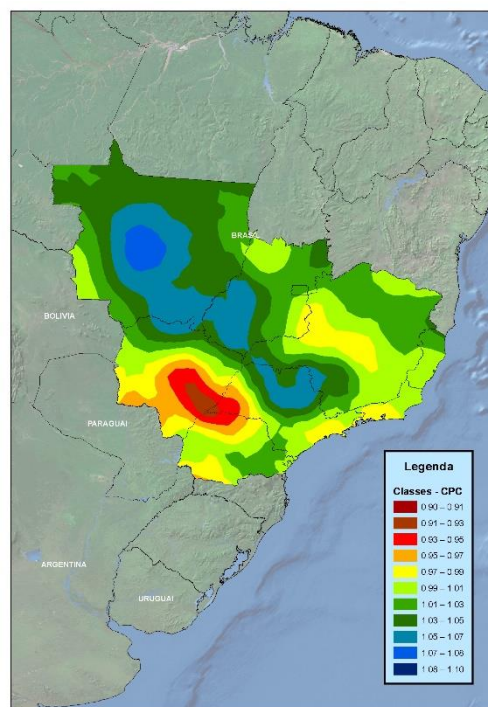 BRASIL
BOLIVIA
PARAGUAI
ARGENTINA
URUGUAI
Legenda
Classes - CPC
0.90 – 0.91
0.91 – 0.93
0.93 – 0.95
0.95 – 0.97
0.97 – 0.99
0.99 – 1.01
1.01 – 1.03
1.03 – 1.05
1.05 – 1.07
1.07 – 1.08
1.08 – 1.10